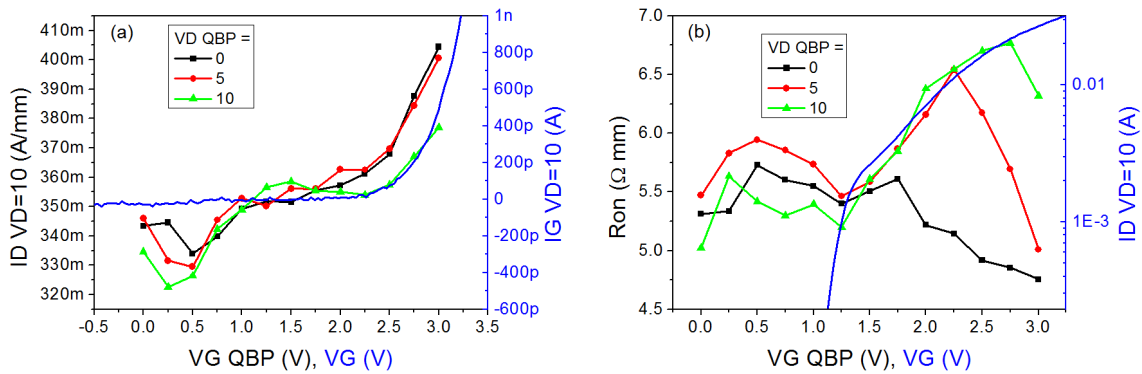 (a)
VD QBP =
0
5
10
410m
400m
390m
380m
370m
360m
350m
340m
330m
320m
ID VD=10 (A/mm)
1n
800p
600p
400p
200p
0
-200p
-400p
-600p
IG VD=10 (A)
-0.5 0.0 0.5 1.0 1.5 2.0 2.5 3.0 3.5
VG QBP (V), VG (V)
(b)
VD QBP =
0
5
10
7.0
6.5
6.0
5.5
5.0
4.5
Ron (Ω mm)
0.01
1E-3
ID VD=10 (A)
0.0 0.5 1.0 1.5 2.0 2.5 3.0
VG QBP (V), VG (V)